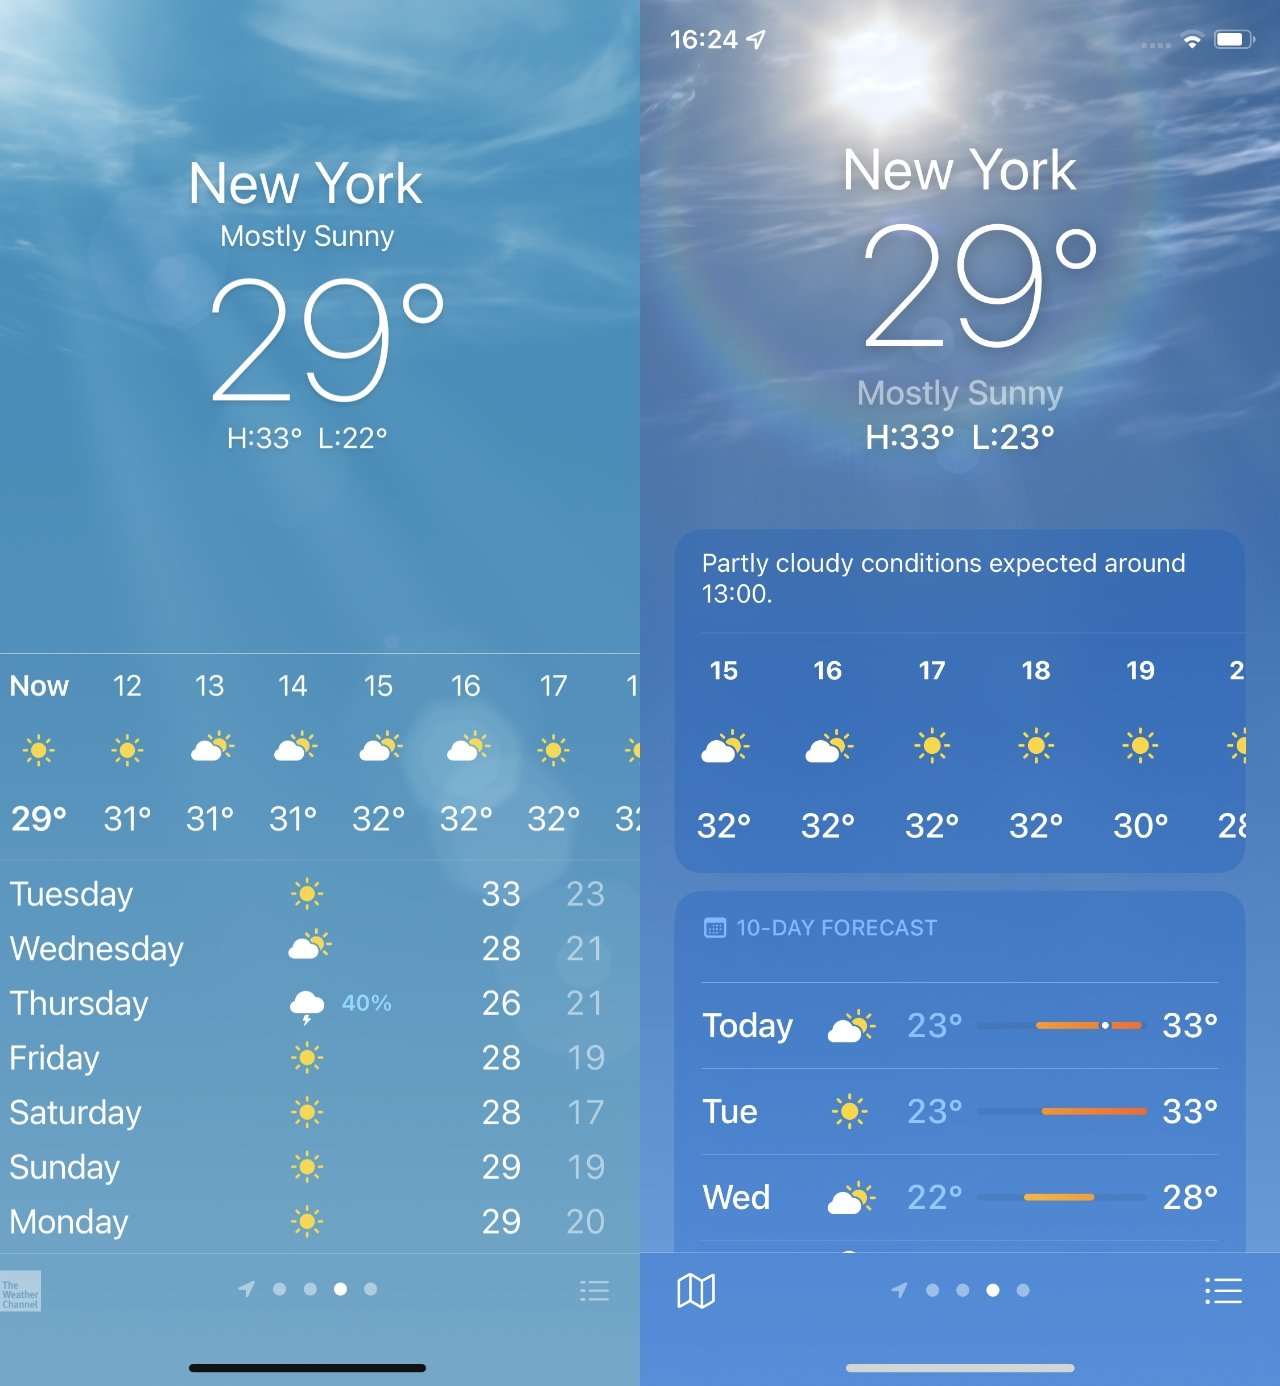 New York
Mostly Sunny
29°
H:33° L:22°
Now 12 13 14 15 16 17
29° 31° 31° 31° 32° 32° 32°
Tuesday 33 23
Wednesday 28 21
Thursday 40% 26 21
Friday 28 19
Saturday 28 17
Sunday 29 19
Monday 29 20
The
Weather
Channel
16:24
New York
29°
Mostly Sunny
H:33° L:23°
Partly cloudy conditions expected around
13:00.
15 16 17 18 19
32° 32° 32° 32° 30°
10-DAY FORECAST
Today 23° 33°
Tue 23° 33°
Wed 22° 28°